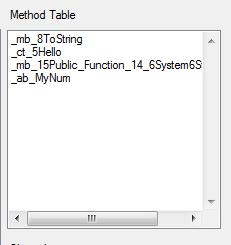 Method Table
_mb_8ToString
_ct_5Hello
_mb_15Public_Function_14_6System6S
_ab_MyNum